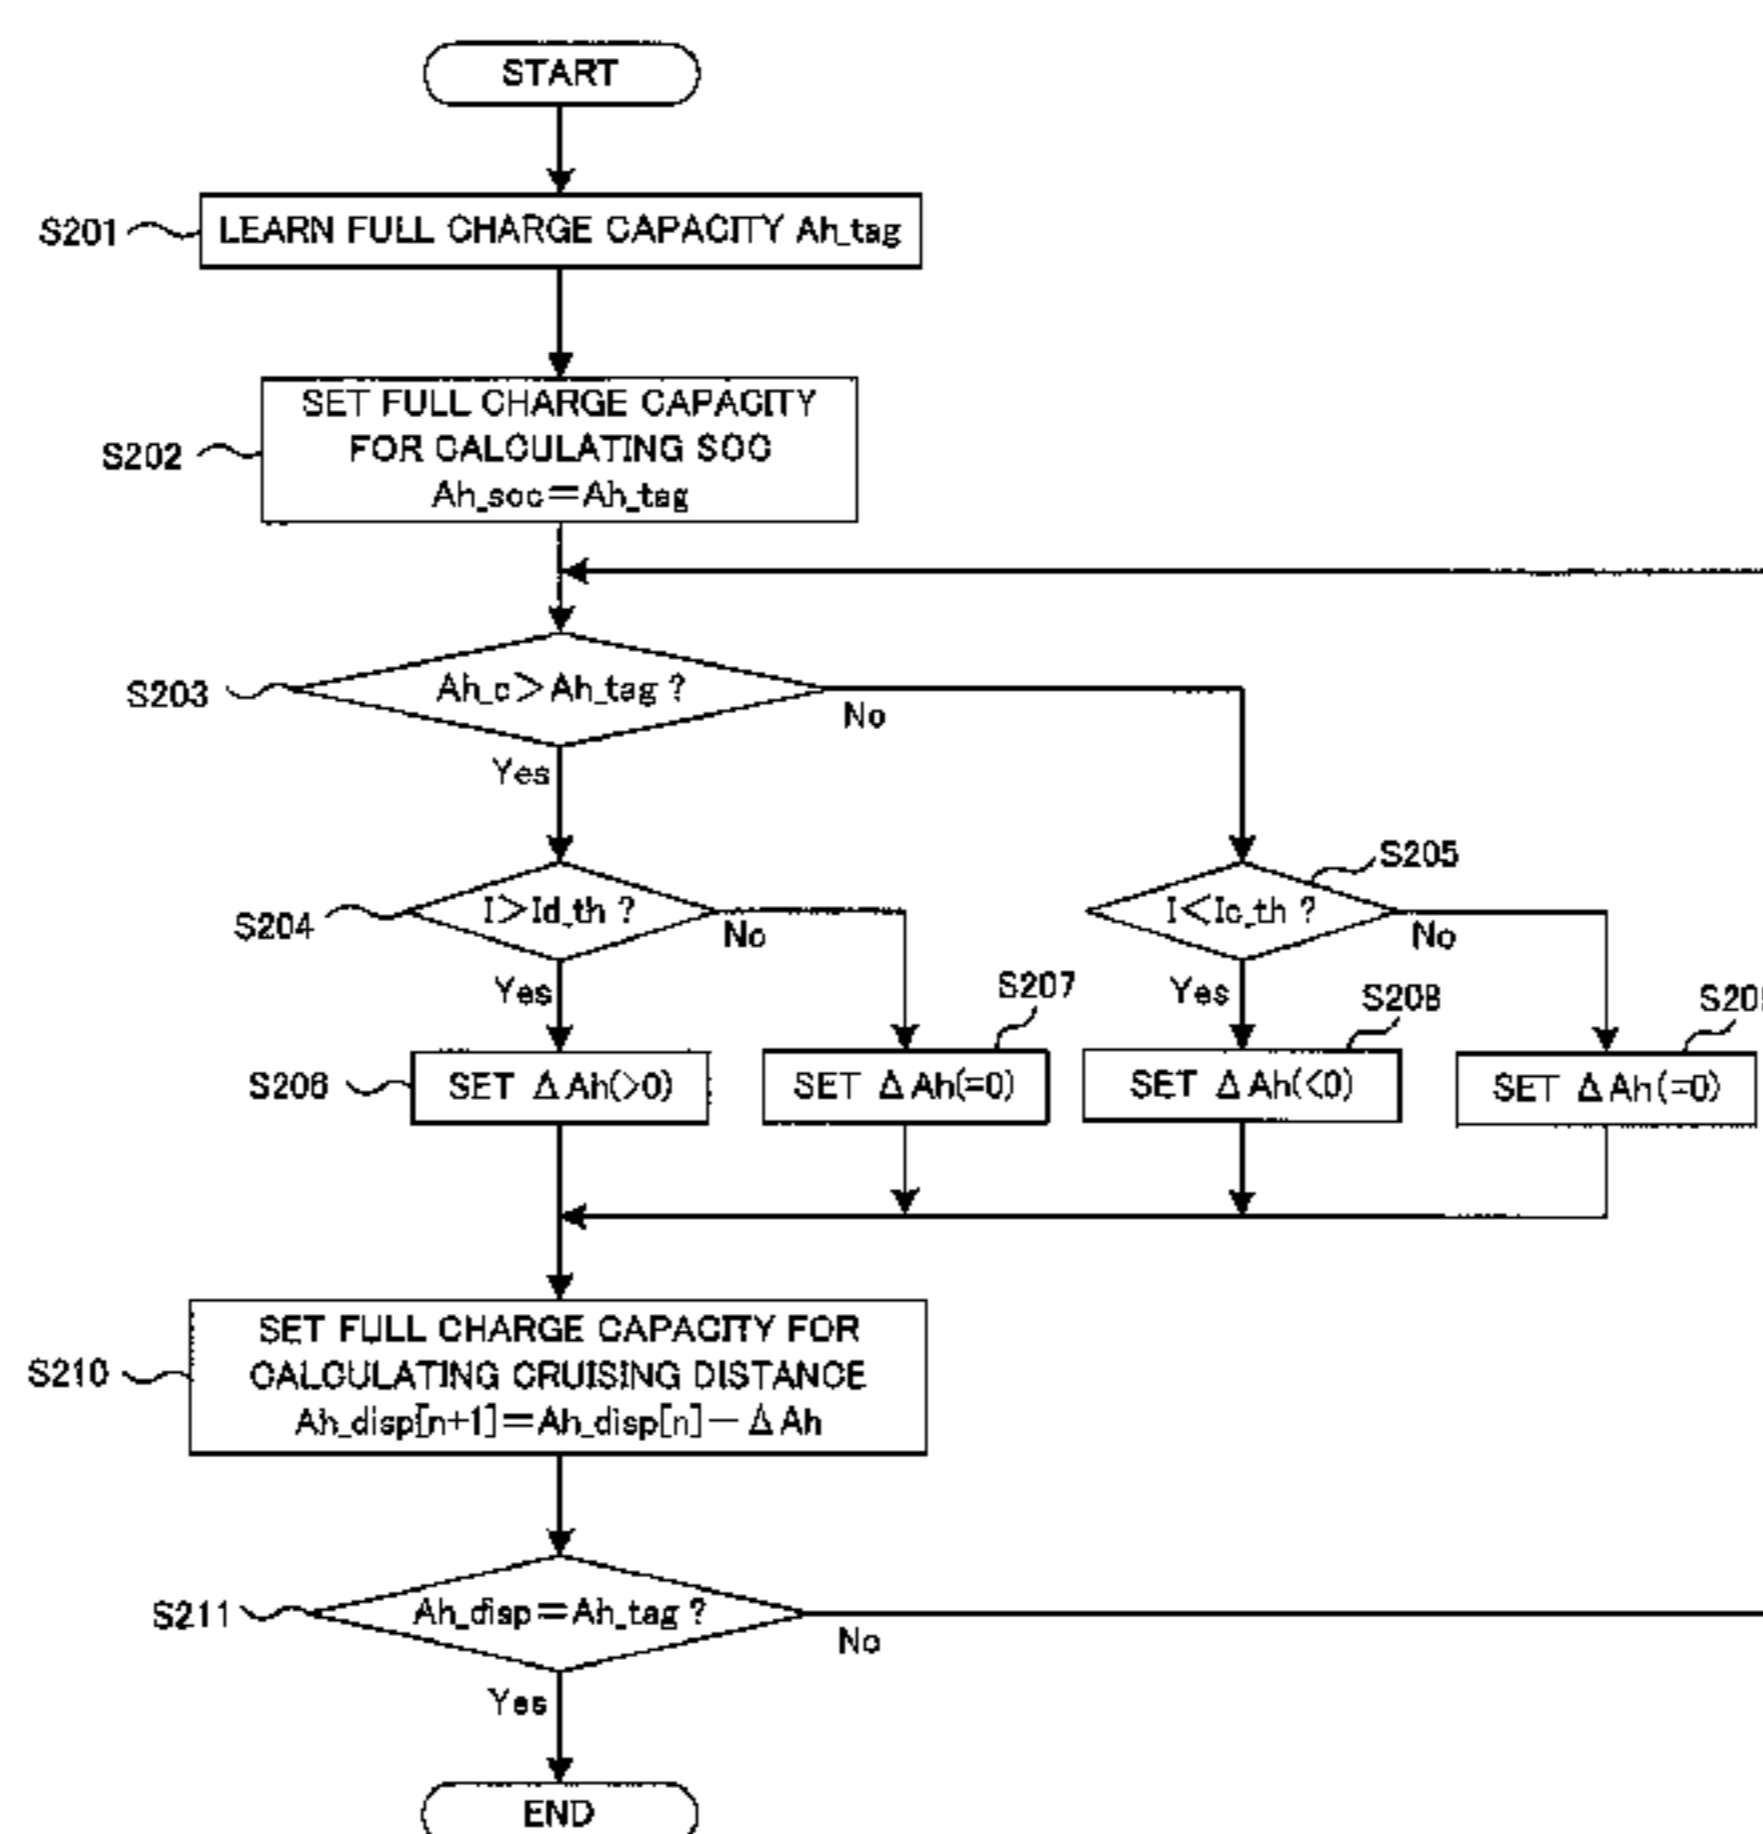 START
S201
LEARN FULL CHARGE CAPACITY Ah_tag
S202
SET FULL CHARGE CAPACITY
FOR CALCULATING SOC
Ah_soc=Ah_tag
S203
Ah_c>Ah_tag ?
No
Yes
S204
I>Id_th ?
No
Yes
S205
I<Ic_th ?
No
Yes
S206
SET ΔAh(>0)
S207
SET ΔAh(=0)
S208
SET ΔAh(<0)
SET ΔAh(=0)
S210
SET FULL CHARGE CAPACITY FOR
CALCULATING CRUISING DISTANCE
Ah_disp[n+1]=Ah_disp[n]-ΔAh
S211
Ah_disp=Ah_tag ?
No
Yes
END